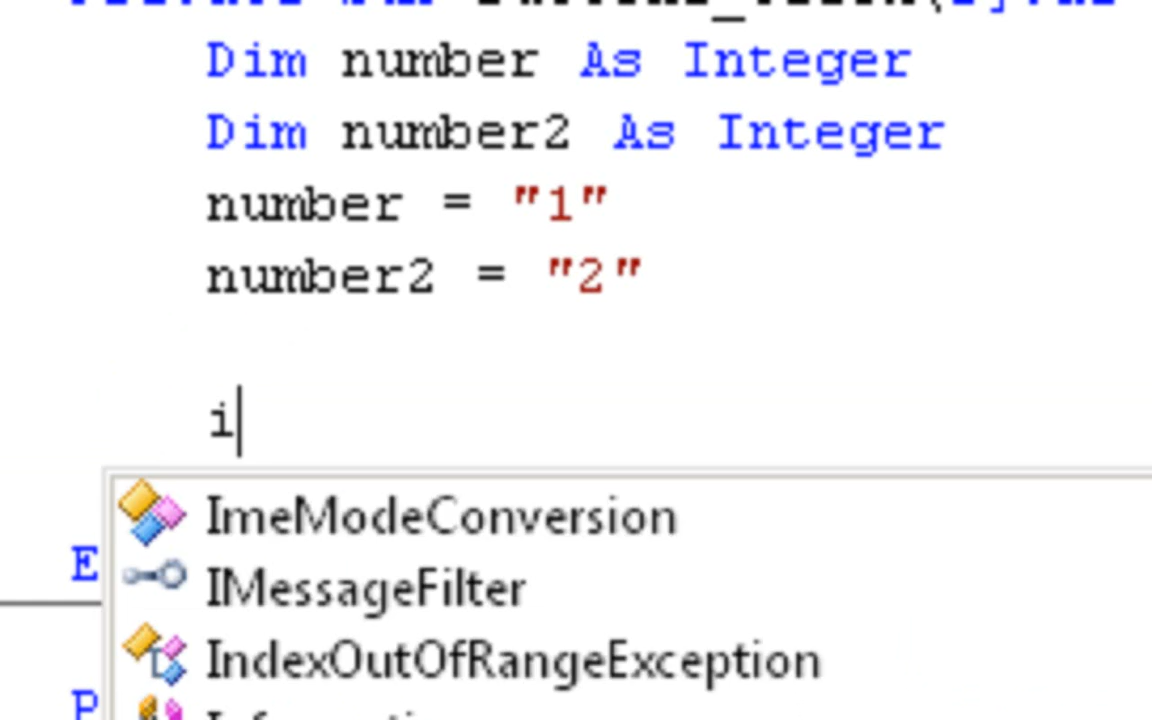 Dim number As Integer
Dim number2 As Integer
number = "1"
number2 = "2"
i
ImeModeConversion
E
IMessageFilter
IndexOutOfRangeException
P